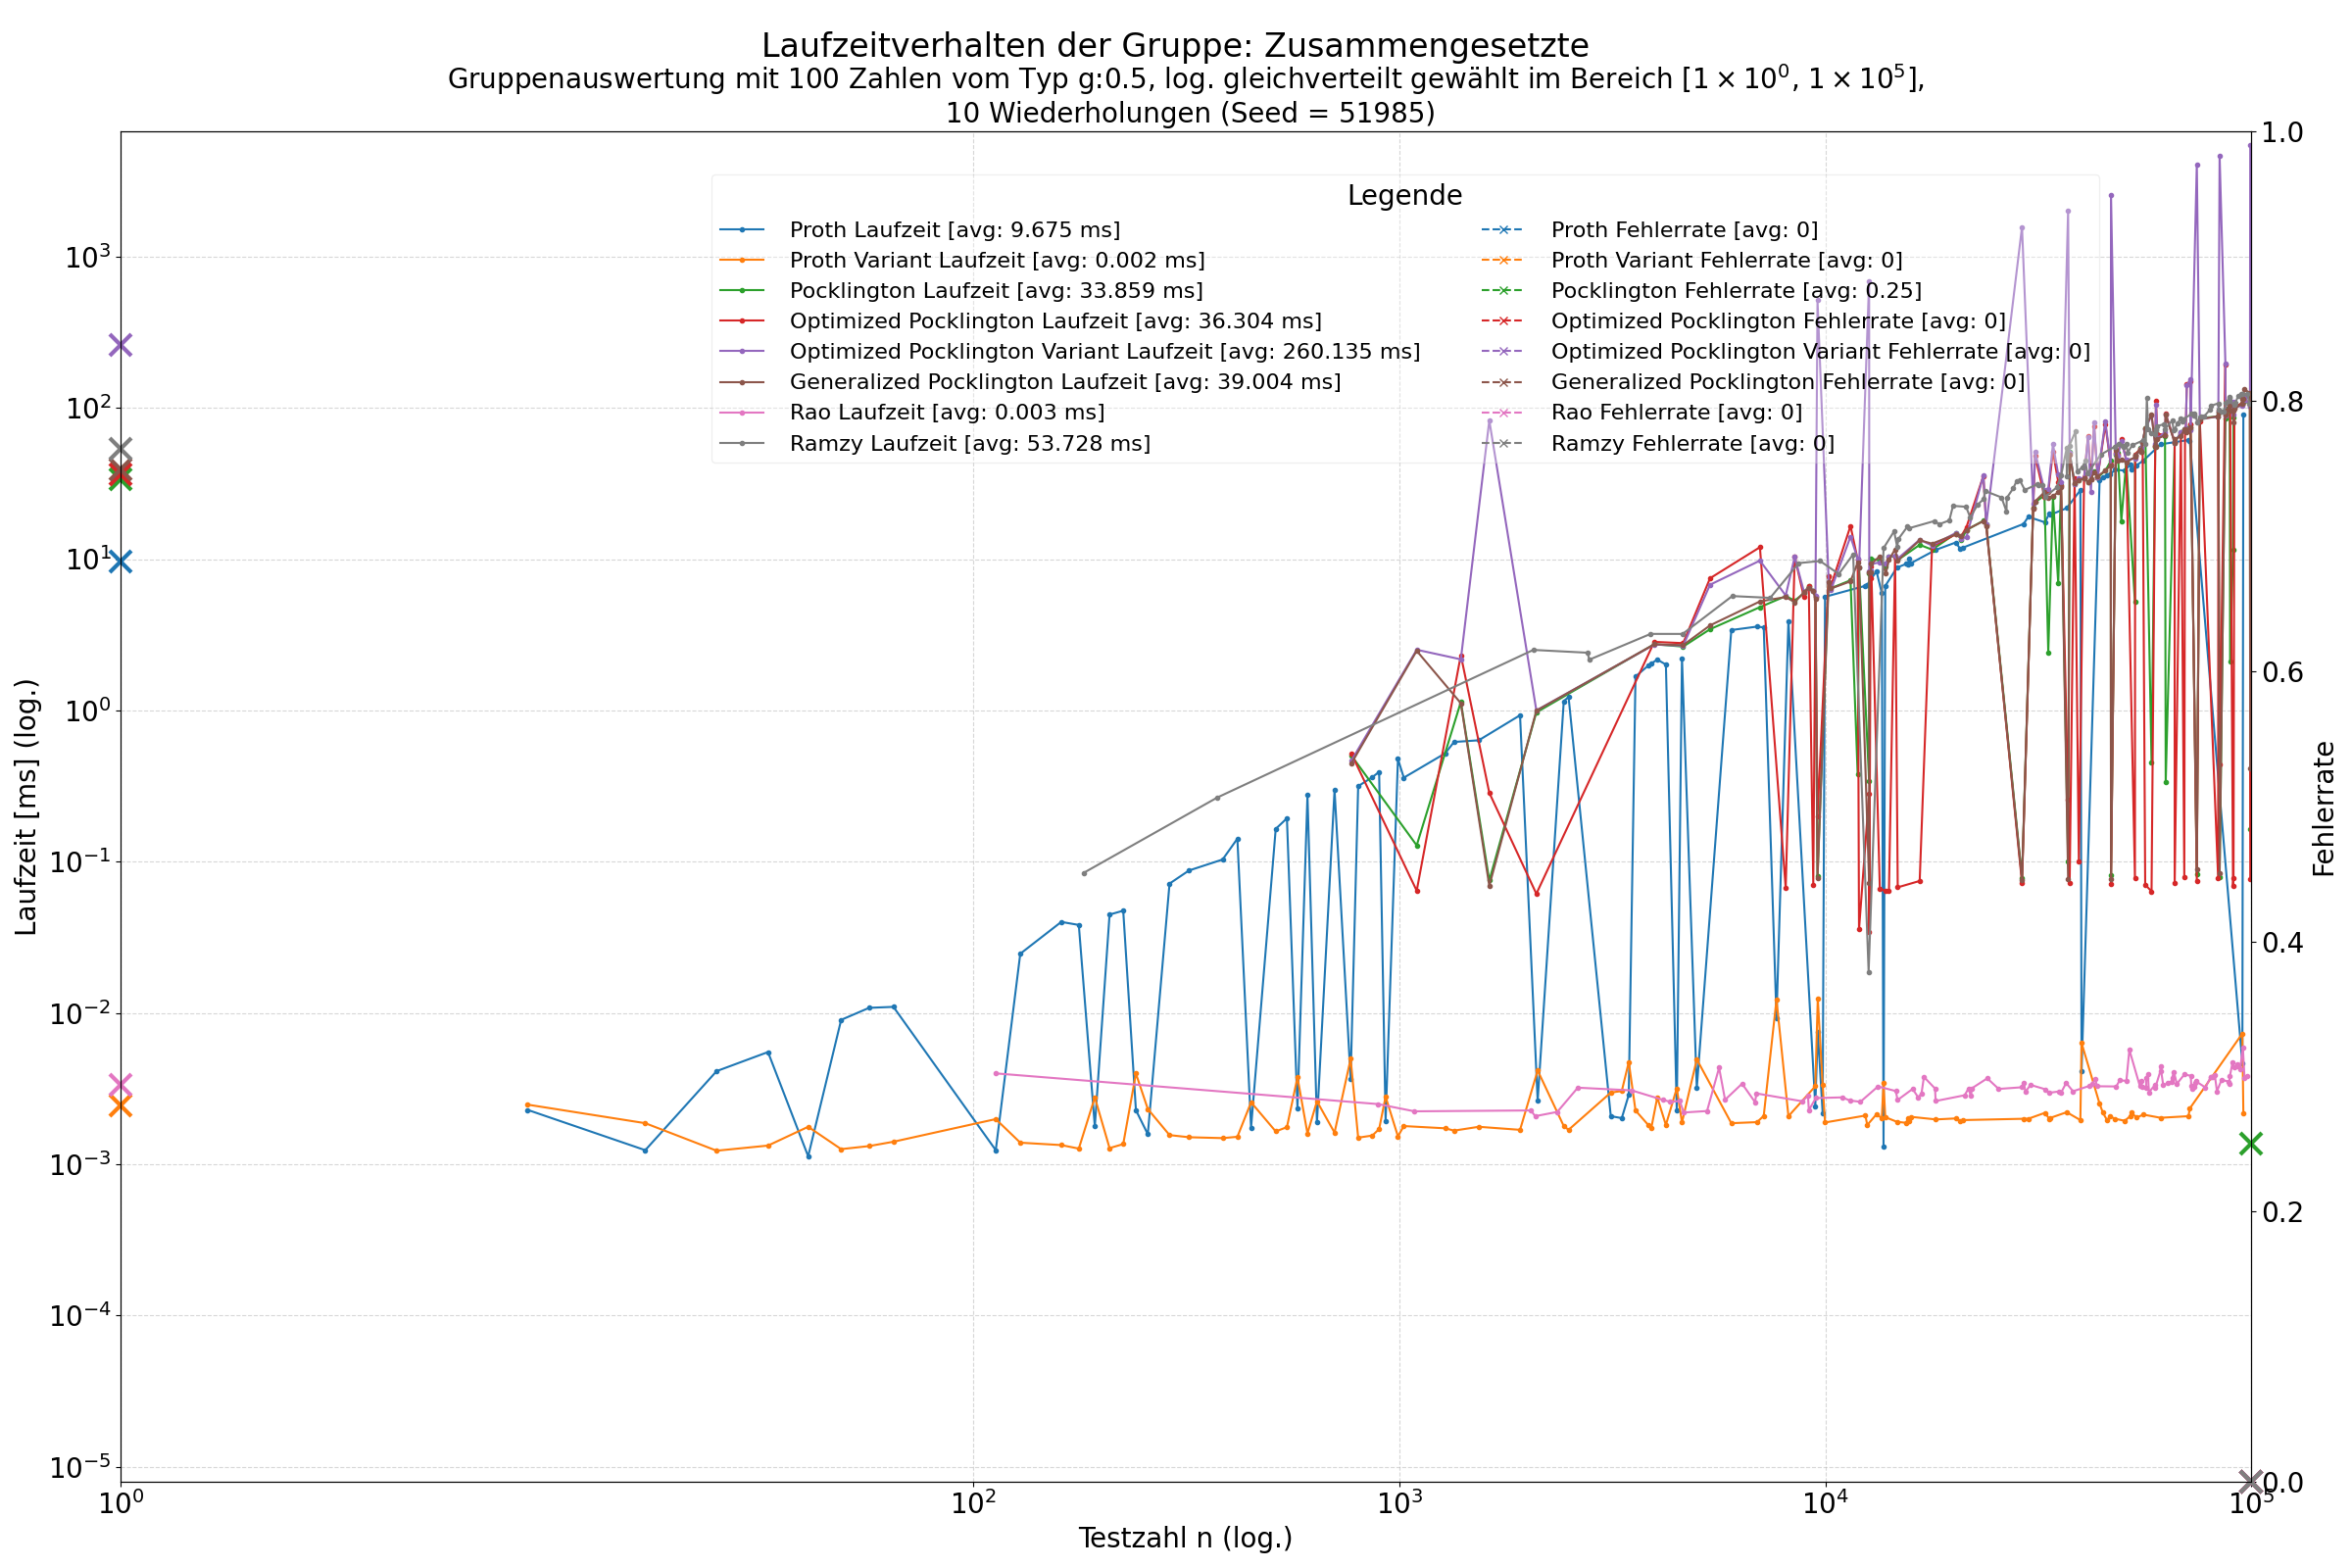 Laufzeitverhalten der Gruppe: Zusammengesetzte
Gruppenauswertung mit 100 Zahlen vom Typ g:0.5, log. gleichverteilt gewählt im Bereich [1 × 10⁰, 1 × 10⁵],
10 Wiederholungen (Seed = 51985)
Legende
Proth Laufzeit [avg: 9.675 ms]
Proth Variant Laufzeit [avg: 0.002 ms]
Pocklington Laufzeit [avg: 33.859 ms]
Optimized Pocklington Laufzeit [avg: 36.304 ms]
Optimized Pocklington Variant Laufzeit [avg: 260.135 ms]
Generalized Pocklington Laufzeit [avg: 39.004 ms]
Rao Laufzeit [avg: 0.003 ms]
Ramzy Laufzeit [avg: 53.728 ms]
Proth Fehlerrate [avg: 0]
Proth Variant Fehlerrate [avg: 0]
Pocklington Fehlerrate [avg: 0.25]
Optimized Pocklington Fehlerrate [avg: 0]
Optimized Pocklington Variant Fehlerrate [avg: 0]
Generalized Pocklington Fehlerrate [avg: 0]
Rao Fehlerrate [avg: 0]
Ramzy Fehlerrate [avg: 0]
Laufzeit [ms] (log.)
10³
10²
10¹
10⁰
10⁻¹
10⁻²
10⁻³
10⁻⁴
10⁻⁵
10⁰
10²
10³
10⁴
10⁵
Testzahl n (log.)
1.0
0.8
0.6
0.4
0.2
0.0
Fehlerrate